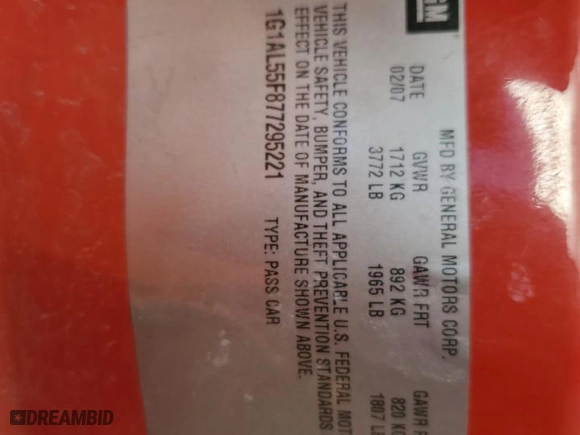 GM
MFD BY GENERAL MOTORS CORP.
DATE GVWR GAWR FRT GAWR
02/07 1712 KG 892 KG 820 KG
3772 LB 1965 LB 1807 L
THIS VEHICLE CONFORMS TO ALL APPLICABLE U.S. FEDERAL MOT
VEHICLE SAFETY, BUMPER, AND THEFT PREVENTION STANDARDS
EFFECT ON THE DATE OF MANUFACTURE SHOWN ABOVE.
1G1AL55F877295221 TYPE: PASS CAR
DREAMBID